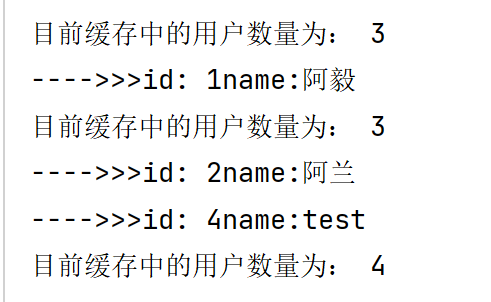 目前缓存中的用户数量为： 3
---->>>id: 1name:阿毅
目前缓存中的用户数量为： 3
---->>>id: 2name:阿兰
---->>>id: 4name:test
目前缓存中的用户数量为： 4